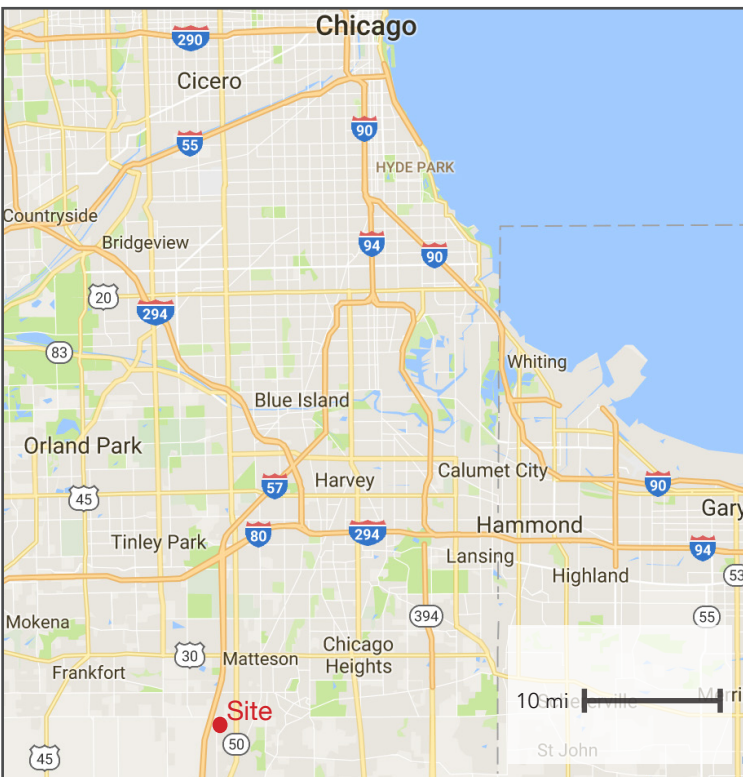 Chicago
290
Cicero
90
55
HYDE PARK
Countryside
94
Bridgeview
90
20
294
83
Whiting
Blue Island
Orland Park
Calumet City
57
Harvey
90
45
Gary
Hammond
80
294
Tinley Park
94
Lansing
Highland
53
394
55
Mokena
Chicago
Heights
30
Matteson
Frankfort
10 mi
Site
50
St John
45